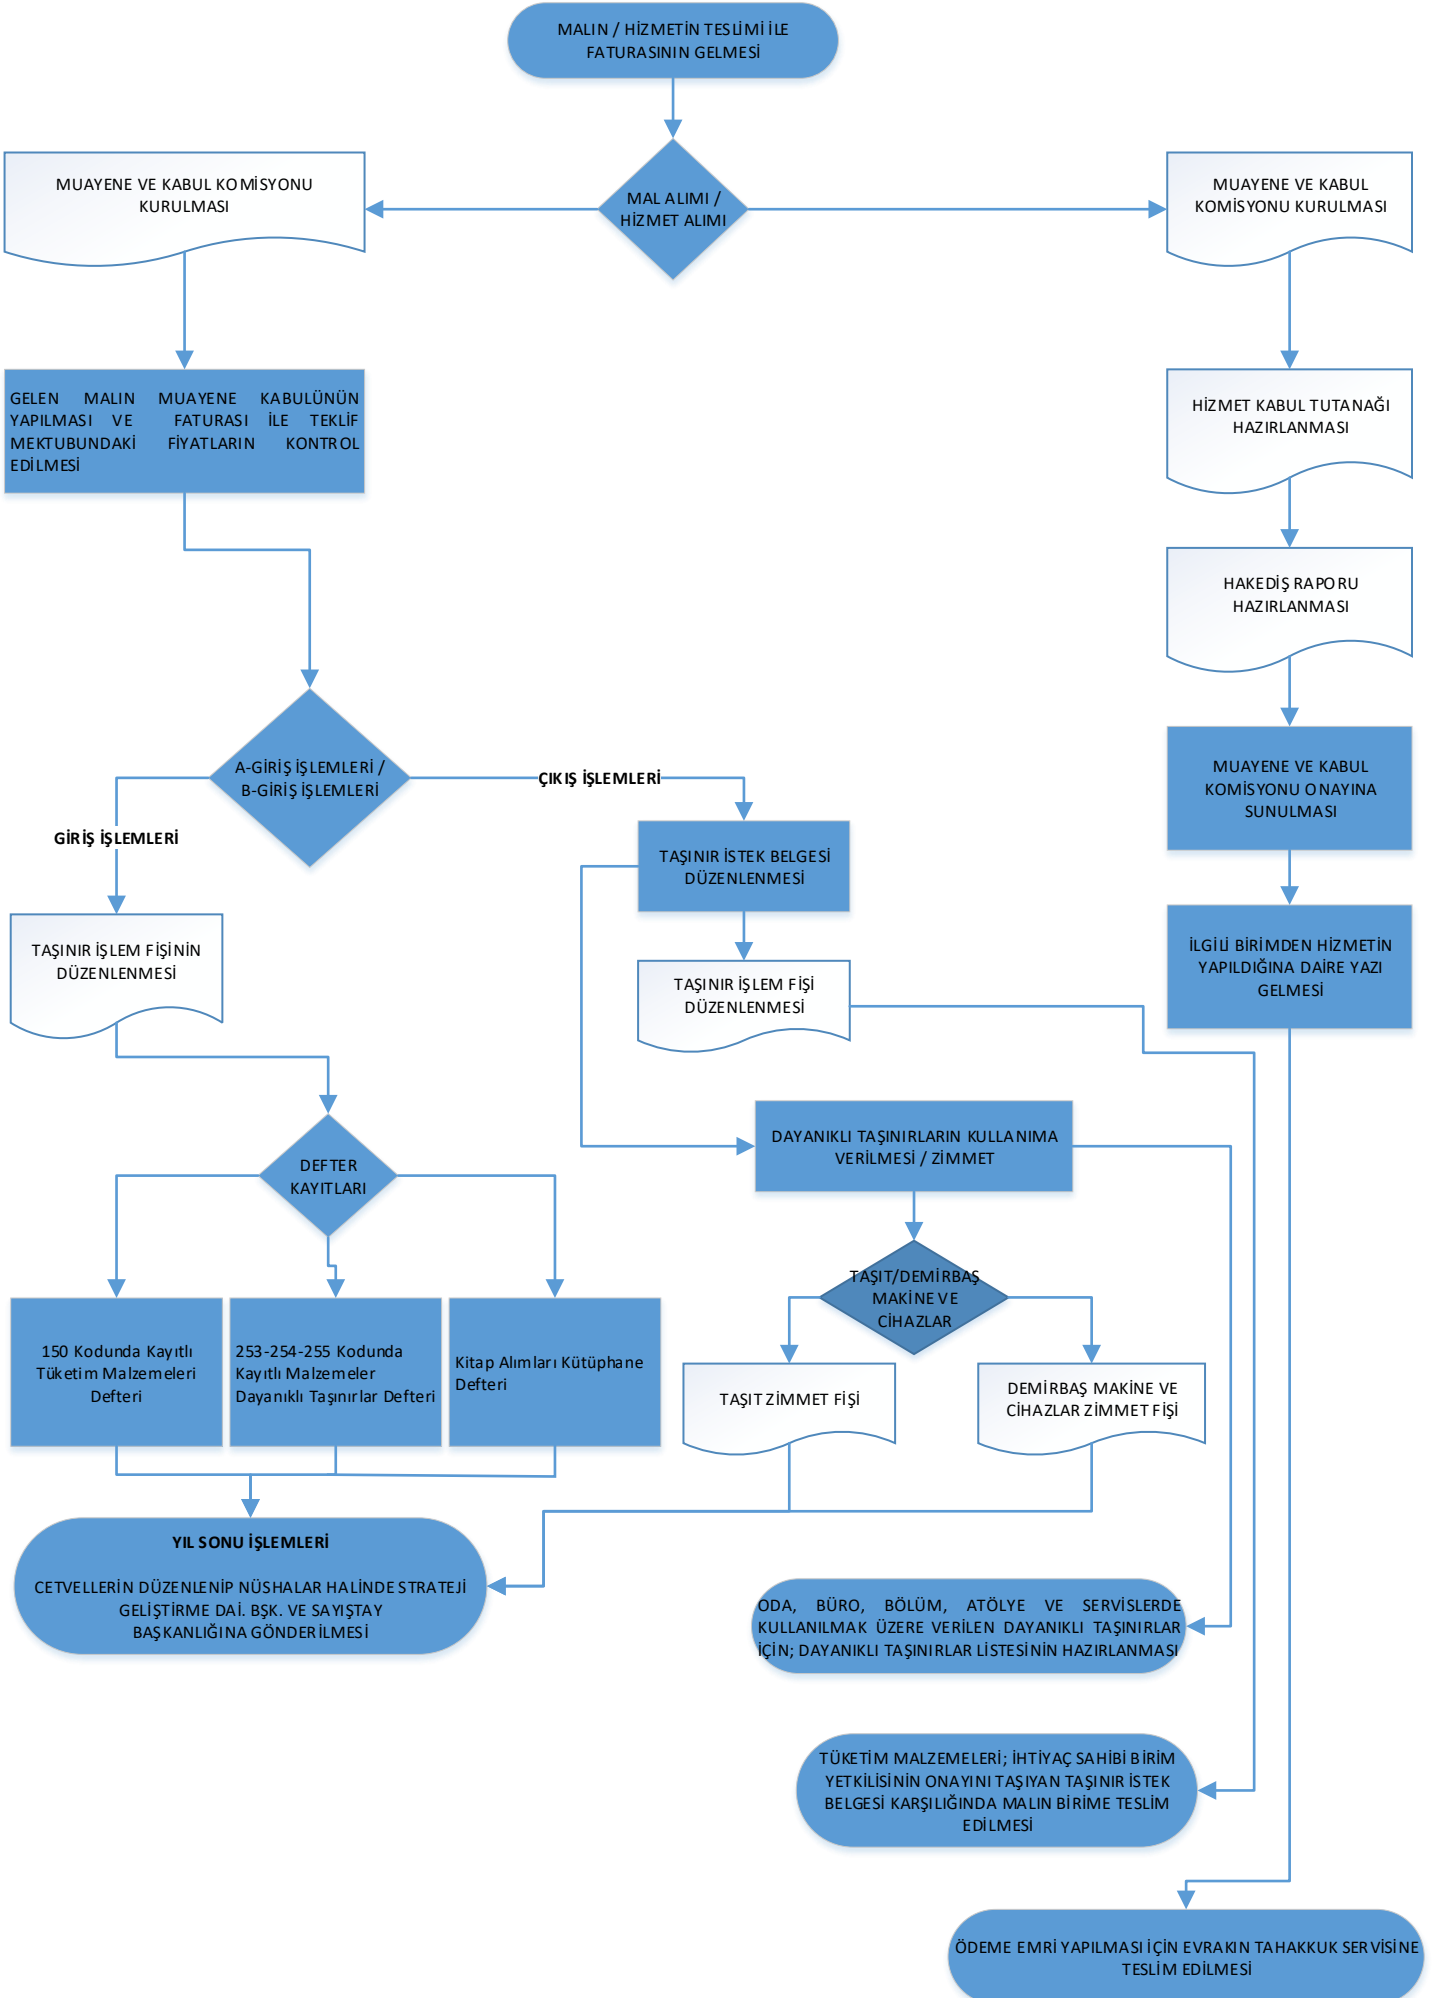 MALIN / HİZMETİN TESLİMİ İLE
FATURASININ GELMESİ
MAL ALIMI /
HİZMET ALIMI
MUAYENE VE KABUL KOMİSYONU
KURULMASI
MUAYENE VE KABUL
KOMİSYONU KURULMASI
GELEN MALIN MUAYENE KABULÜNÜN
YAPILMASI VE FATURASI İLE TEKLİF
MEKTUBUNDAKİ FİYATLARIN KONTROL
EDİLMESİ
HİZMET KABUL TUTANAĞI
HAZIRLANMASI
HAKEDİŞ RAPORU
HAZIRLANMASI
MUAYENE VE KABUL
KOMİSYONU ONAYINA
SUNULMASI
İLGİLİ BİRİMDEN HİZMETİN
YAPILDIĞINA DAİRE YAZI
GELMESİ
A-GİRİŞ İŞLEMLERİ /
B-GİRİŞ İŞLEMLERİ
GİRİŞ İŞLEMLERİ
ÇIKIŞ İŞLEMLERİ
TAŞINIR İŞLEM FİŞİNİN
DÜZENLENMESİ
TAŞINIR İSTEK BELGESİ
DÜZENLENMESİ
TAŞINIR İŞLEM FİŞİ
DÜZENLENMESİ
DAYANIKLI TAŞINIRLARIN KULLANIMA
VERİLMESİ / ZİMMET
DEFTER
KAYITLARI
TAŞIT/DEMİRBAŞ
MAKİNE VE
CİHAZLAR
150 Kodunda Kayıtlı
Tüketim Malzemeleri
Defteri
253-254-255 Kodunda
Kayıtlı Malzemeler
Dayanıklı Taşınırlar Defteri
Kitap Alımları Kütüphane
Defteri
TAŞIT ZİMMET FİŞİ
DEMİRBAŞ MAKİNE VE
CİHAZLAR ZİMMET FİŞİ
YIL SONU İŞLEMLERİ
CETVELLERİN DÜZENLENİP NÜSHALAR HALİNDE STRATEJİ
GELİŞTİRME DAİ. BŞK. VE SAYIŞTAY
BAŞKANLIĞINA GÖNDERİLMESİ
ODA, BÜRO, BÖLÜM, ATÖLYE VE SERVİSLERDE
KULLANILMAK ÜZERE VERİLEN DAYANIKLI TAŞINIRLAR
İÇİN; DAYANIKLI TAŞINIRLAR LİSTESİNİN HAZIRLANMASI
TÜKETİM MALZEMELERİ; İHTİYAÇ SAHİBİ BİRİM
YETKİLİSİNİN ONAYINI TAŞIYAN TAŞINIR İSTEK
BELGESİ KARŞILIĞINDA MALIN BİRİME TESLİM
EDİLMESİ
ÖDEME EMRİ YAPILMASI İÇİN EVRAKIN TAHAKKUK SERVİSİNE
TESLİM EDİLMESİ